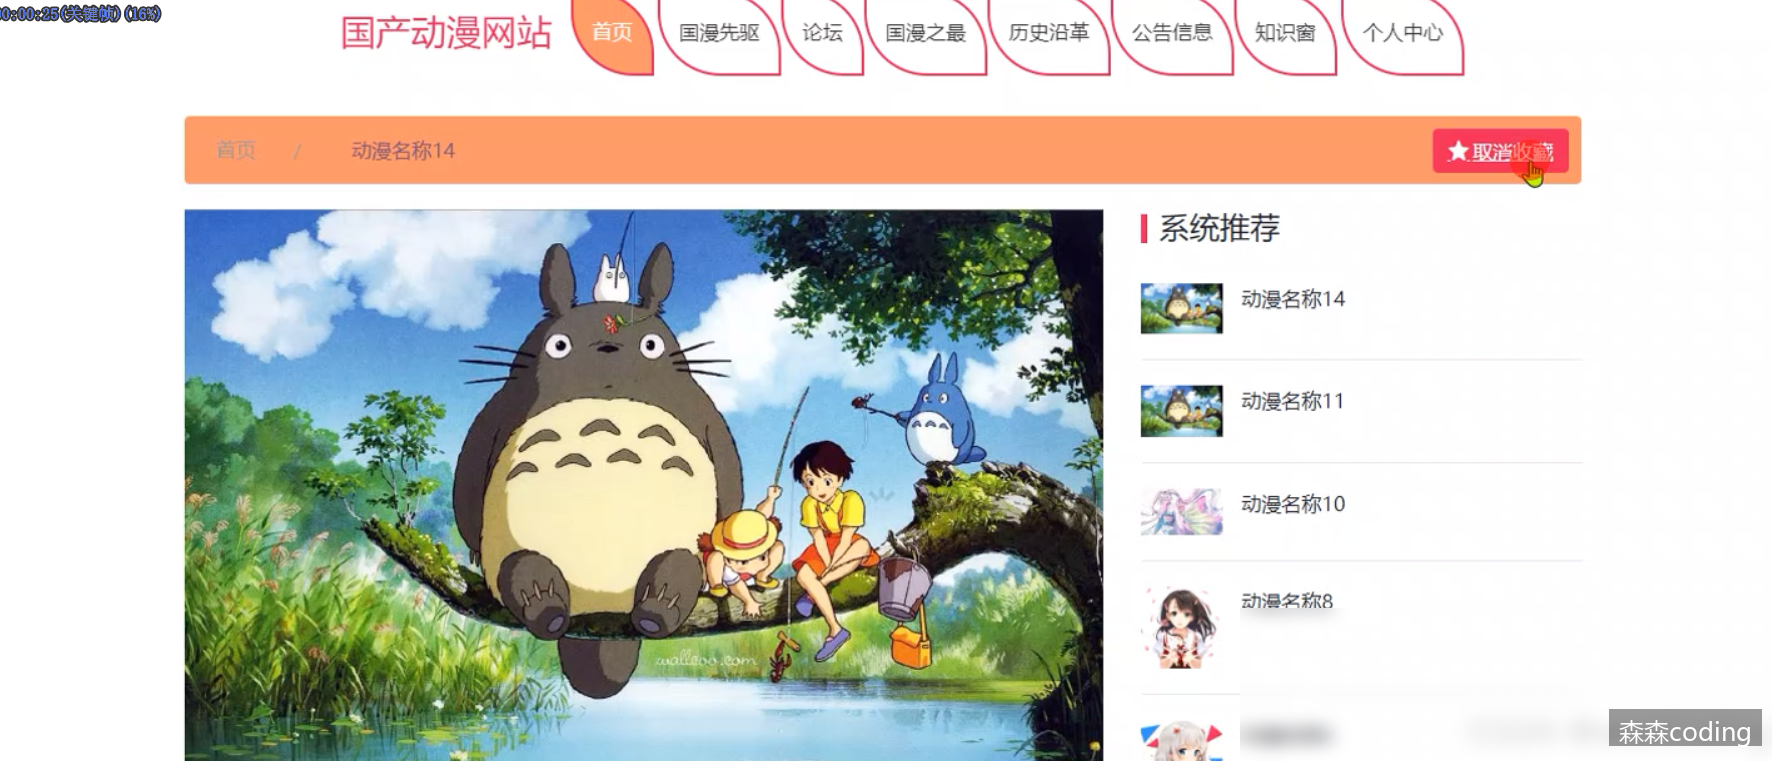 00:00:25(关键帧)(16%)
国产动漫网站
首页
国漫先驱
论坛
国漫之最
历史沿革
公告信息
知识窗
个人中心
首页 / 动漫名称14
取消收藏
系统推荐
动漫名称14
动漫名称11
动漫名称10
动漫名称8
walleoo.com
森森coding